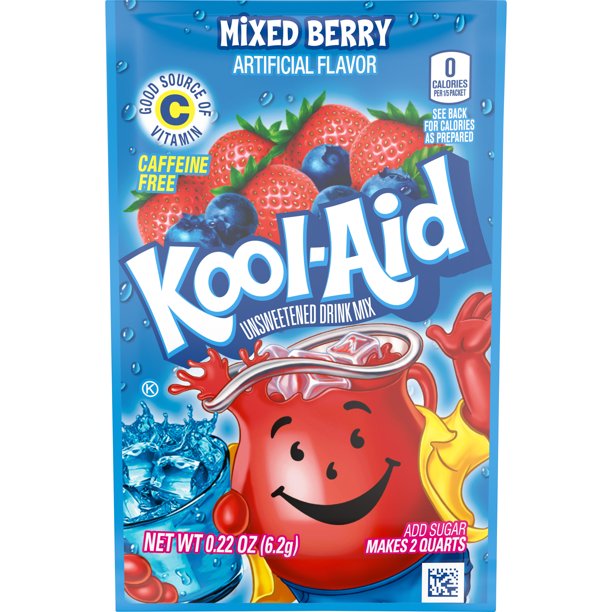 MiXED BERRY
ARTIFICIAL FLAVOR
GOOD SOURCE OF
C
VITAMIN
0
CALORIES
PER 1/5 PACKET
SEE BACK
FOR CALORIES
AS PREPARED
CAFFEINE
FREE
Kool-Aid
UNSWEETENED DRINK MIX
K
NET WT 0.22 OZ (6.2g)
ADD SUGAR
MAKES 2 QUARTS